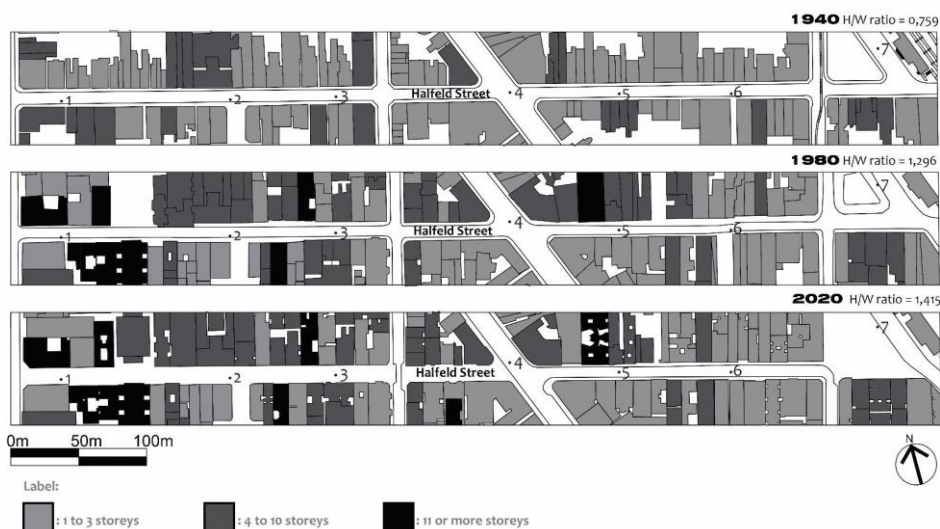 1940 H/W ratio = 0,759
•7
Halfeld Street
•1 •2 •3 •4 •5 •6
1980 H/W ratio = 1,296
•7
Halfeld Street
•1 •2 •3 •4 •5 •6
2020 H/W ratio = 1,415
•7
Halfeld Street
•1 •2 •3 •4 •5 •6
0m 50m 100m
N
Label:
: 1 to 3 storeys : 4 to 10 storeys : 11 or more storeys